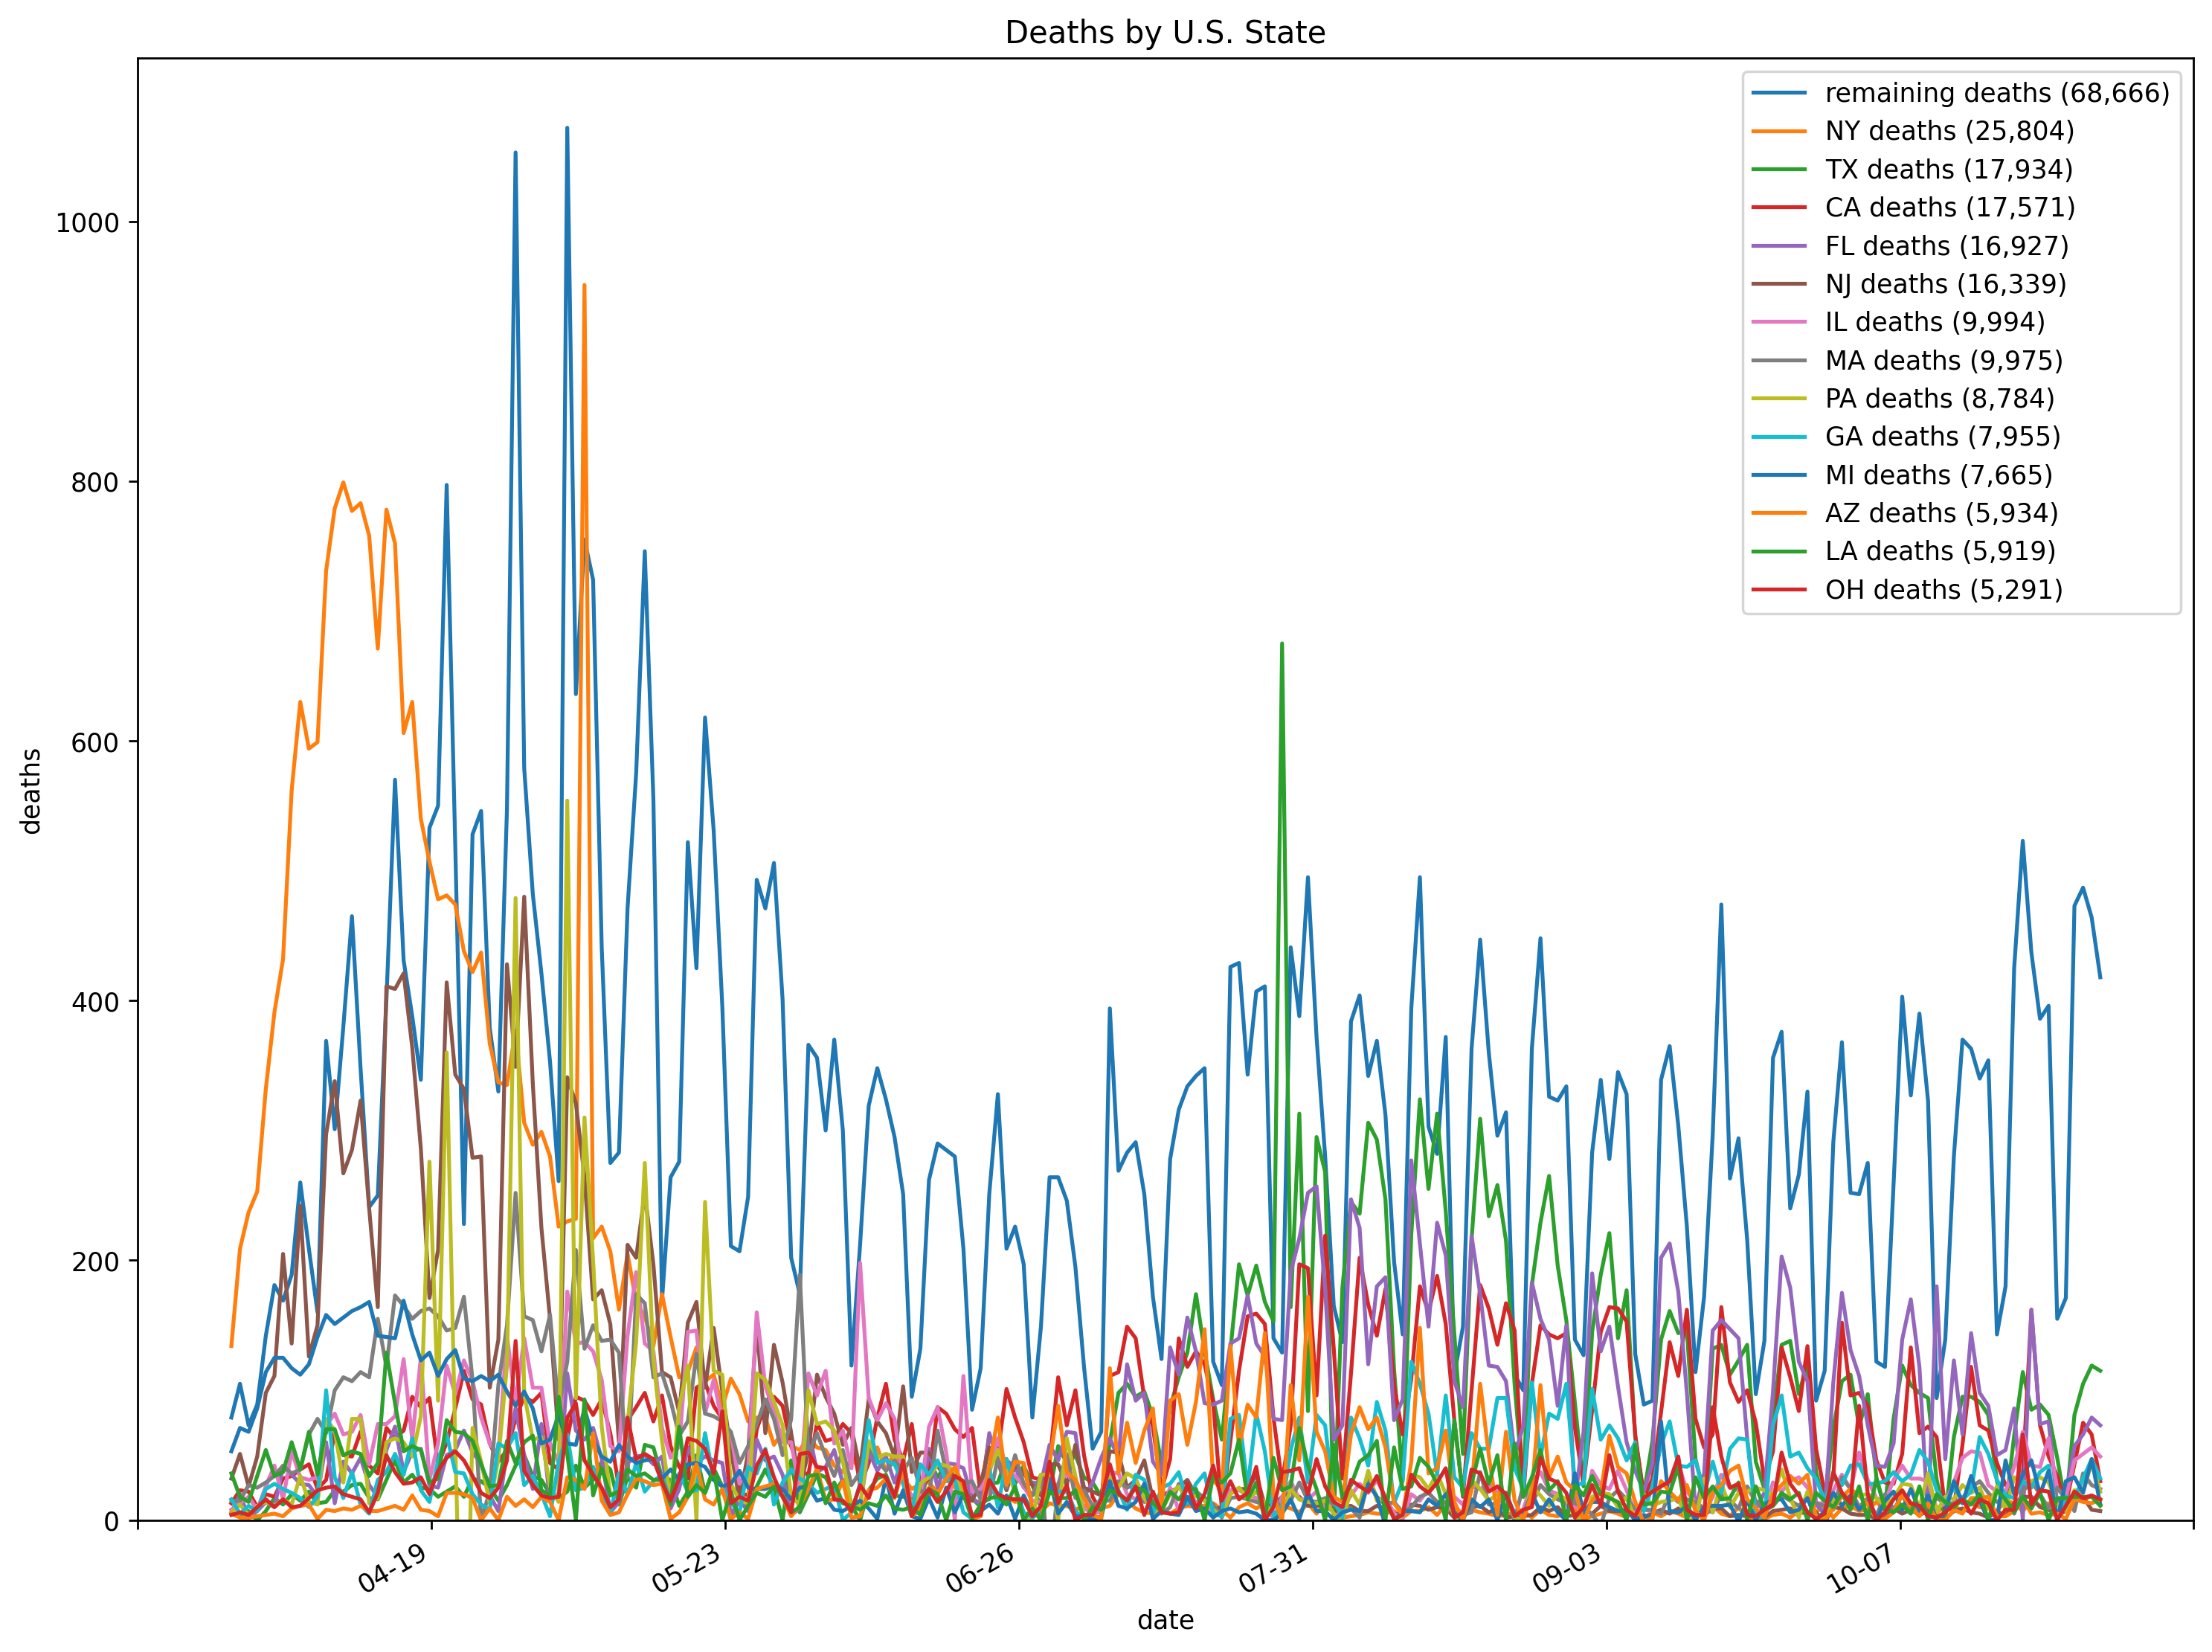 Deaths by U.S. State
remaining deaths (68,666)
NY deaths (25,804)
TX deaths (17,934)
CA deaths (17,571)
FL deaths (16,927)
NJ deaths (16,339)
IL deaths (9,994)
MA deaths (9,975)
PA deaths (8,784)
GA deaths (7,955)
MI deaths (7,665)
AZ deaths (5,934)
LA deaths (5,919)
OH deaths (5,291)
1000
800
600
400
200
0
deaths
04-19
05-23
06-26
07-31
09-03
10-07
date